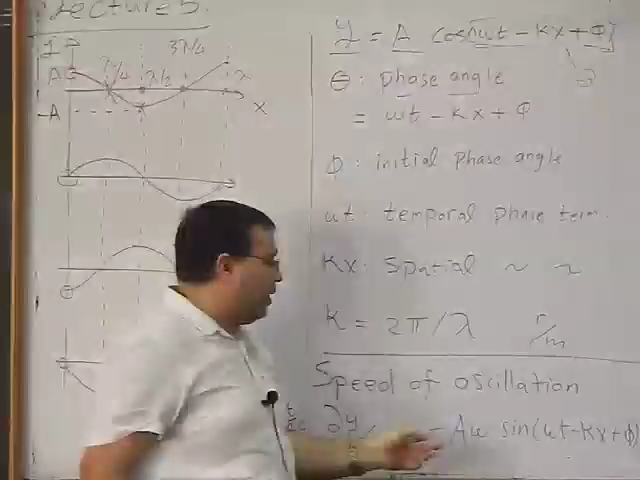 Lecture 5.
A
-A
λ/4
λ/2
3λ/4
λ
x
y = A cos[ωt - kx + φ]
θ: phase angle
= ωt - kx + φ
φ: initial phase angle
ωt: temporal phase term.
kx: spatial ~ ~
k = 2π/λ r/m
Speed of oscillation
∂y - Aω sin(ωt - kx + φ)